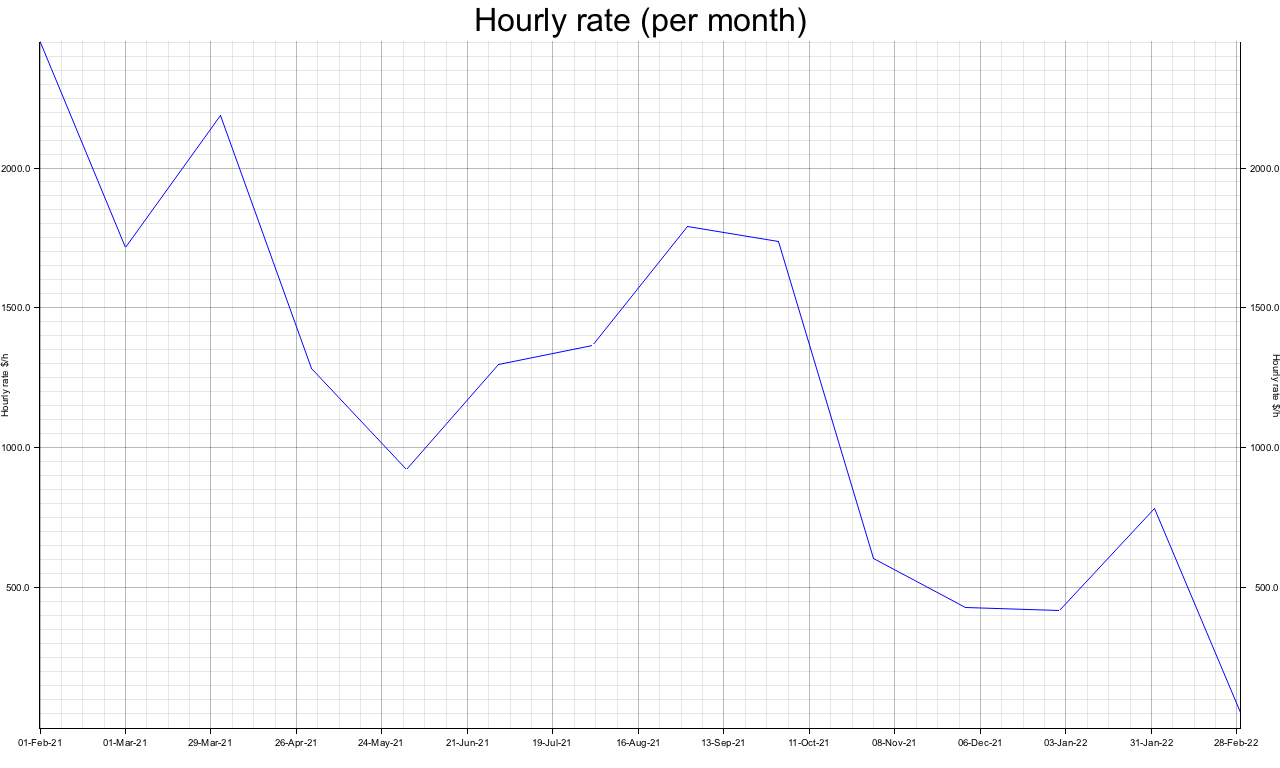 Hourly rate (per month)
2000.0
2000.0
1500.0
1500.0
Hourly rate $/h
Hourly rate $/h
1000.0
1000.0
500.0
500.0
01-Feb-21 01-Mar-21 29-Mar-21 26-Apr-21 24-May-21 21-Jun-21 19-Jul-21 16-Aug-21 13-Sep-21 11-Oct-21 08-Nov-21 06-Dec-21 03-Jan-22 31-Jan-22 28-Feb-22